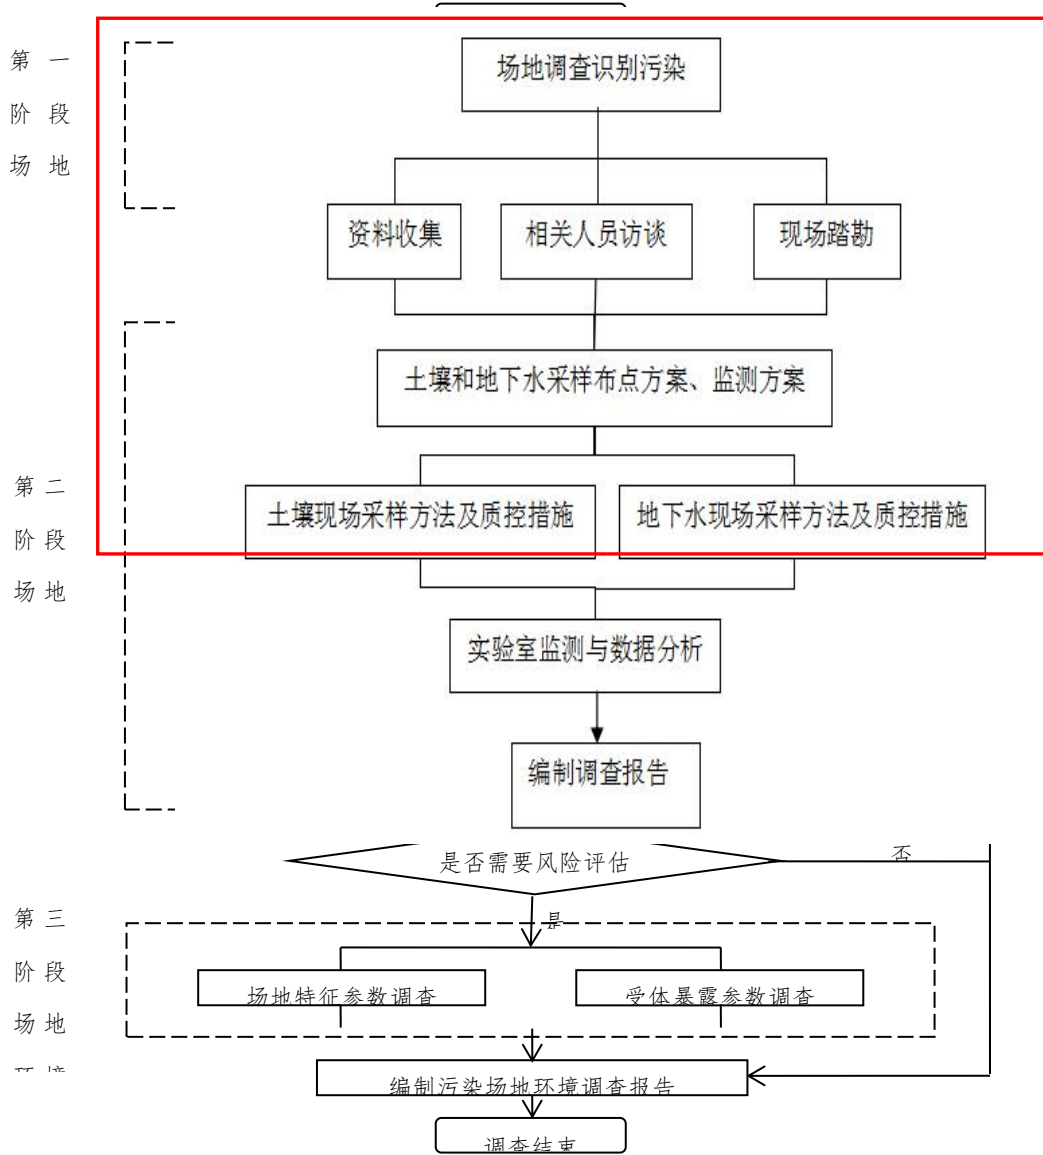 第一
阶段
场地
场地调查识别污染
资料收集
相关人员访谈
现场踏勘
土壤和地下水采样布点方案、监测方案
第二
阶段
场地
土壤现场采样方法及质控措施
地下水现场采样方法及质控措施
实验室监测与数据分析
编制调查报告
是否需要风险评估
否
是
第三
阶段
场地
环境
场地特征参数调查
受体暴露参数调查
编制污染场地环境调查报告
调查结束